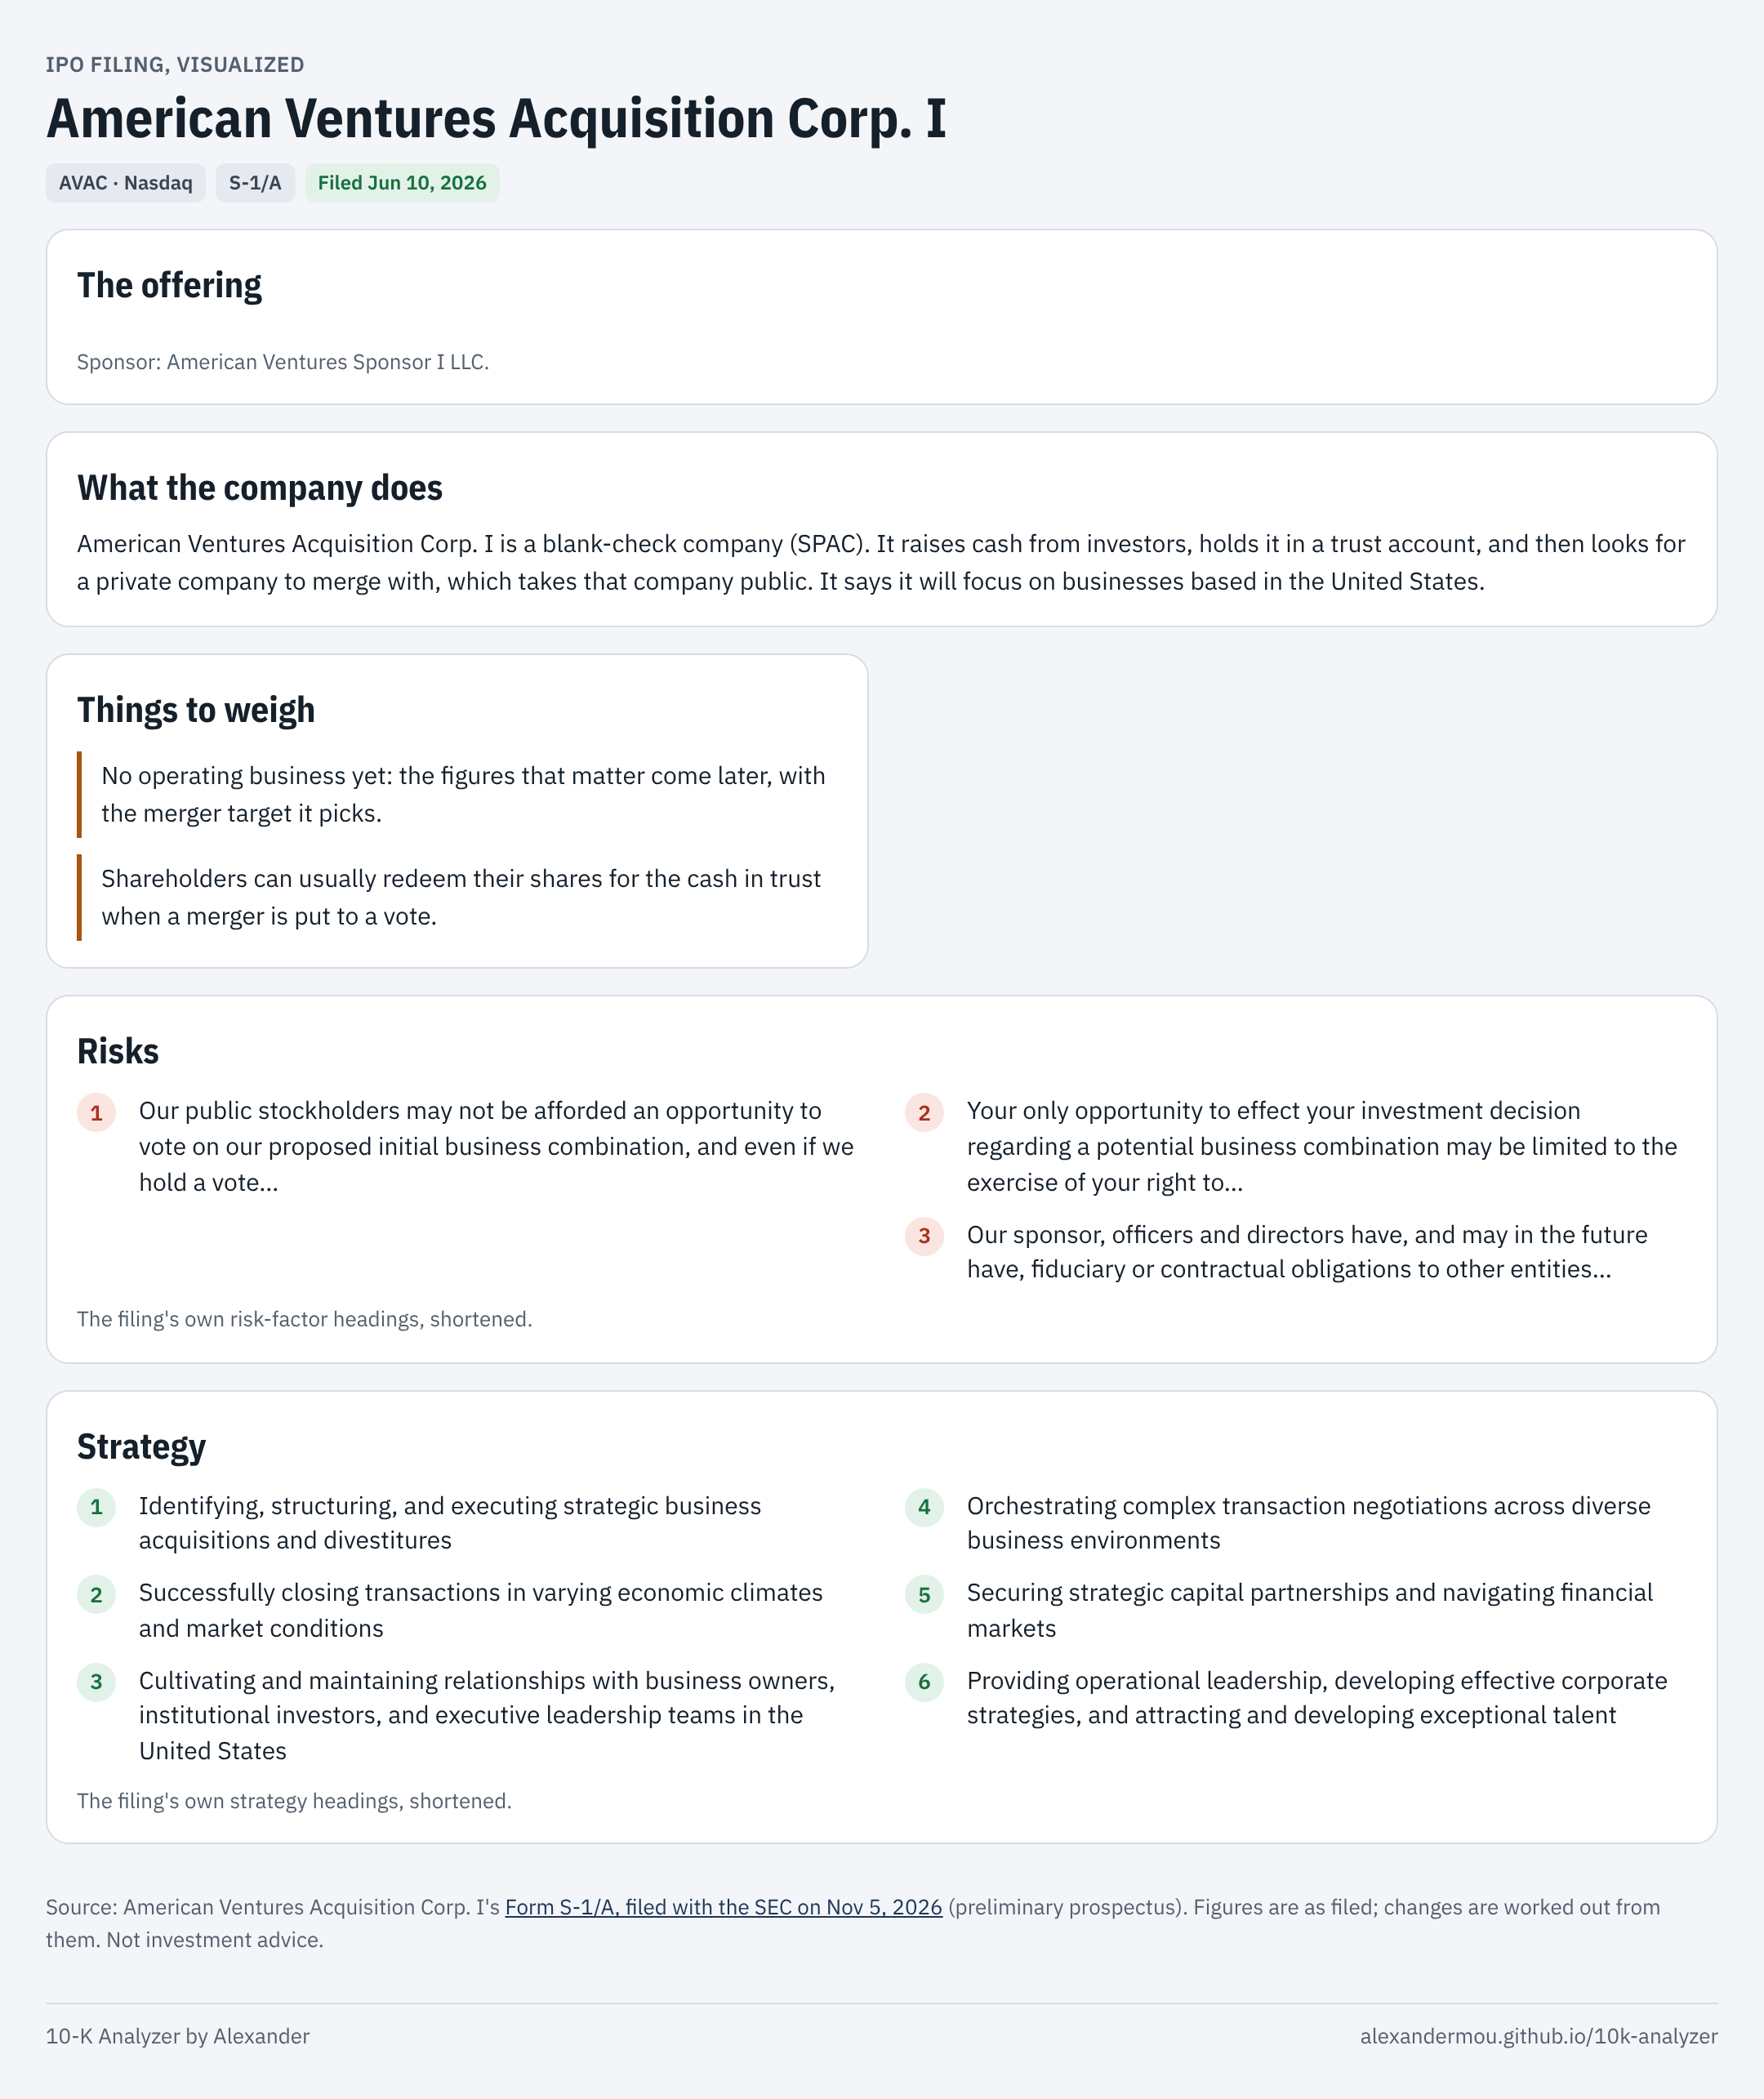 IPO FILING, VISUALIZED
American Ventures Acquisition Corp. I
AVAC · Nasdaq
S-1/A
Filed Jun 10, 2026
The offering
Sponsor: American Ventures Sponsor I LLC.
What the company does
American Ventures Acquisition Corp. I is a blank-check company (SPAC). It raises cash from investors, holds it in a trust account, and then looks for
a private company to merge with, which takes that company public. It says it will focus on businesses based in the United States.
Things to weigh
No operating business yet: the figures that matter come later, with
the merger target it picks.
Shareholders can usually redeem their shares for the cash in trust
when a merger is put to a vote.
Risks
1
Our public stockholders may not be afforded an opportunity to
vote on our proposed initial business combination, and even if we
hold a vote…
2
Your only opportunity to effect your investment decision
regarding a potential business combination may be limited to the
exercise of your right to…
3
Our sponsor, officers and directors have, and may in the future
have, fiduciary or contractual obligations to other entities…
The filing's own risk-factor headings, shortened.
Strategy
1
Identifying, structuring, and executing strategic business
acquisitions and divestitures
2
Successfully closing transactions in varying economic climates
and market conditions
3
Cultivating and maintaining relationships with business owners,
institutional investors, and executive leadership teams in the
United States
4
Orchestrating complex transaction negotiations across diverse
business environments
5
Securing strategic capital partnerships and navigating financial
markets
6
Providing operational leadership, developing effective corporate
strategies, and attracting and developing exceptional talent
The filing's own strategy headings, shortened.
Source: American Ventures Acquisition Corp. I's Form S-1/A, filed with the SEC on Nov 5, 2026 (preliminary prospectus). Figures are as filed; changes are worked out from
them. Not investment advice.
10-K Analyzer by Alexander
alexandermou.github.io/10k-analyzer